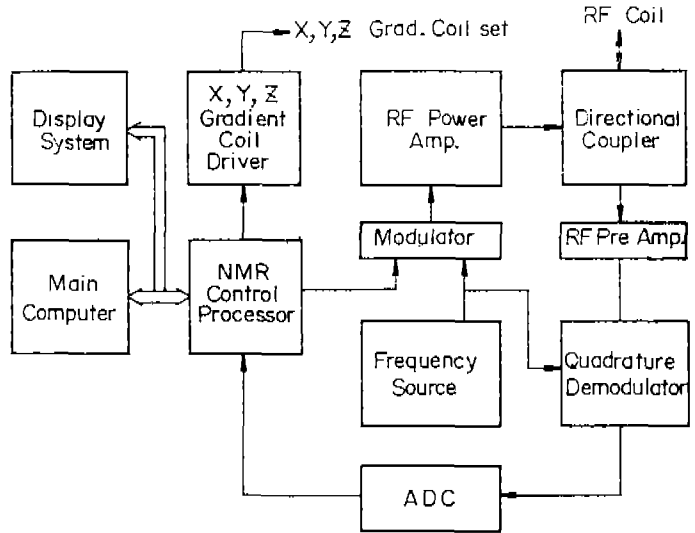 X, Y, Z Grad. Coil set
RF Coil
Display
System
X, Y, Z
Gradient
Coil
Driver
RF Power
Amp.
Directional
Coupler
Modulator
RF Pre Amp.
Main
Computer
NMR
Control
Processor
Frequency
Source
Quadrature
Demodulator
ADC